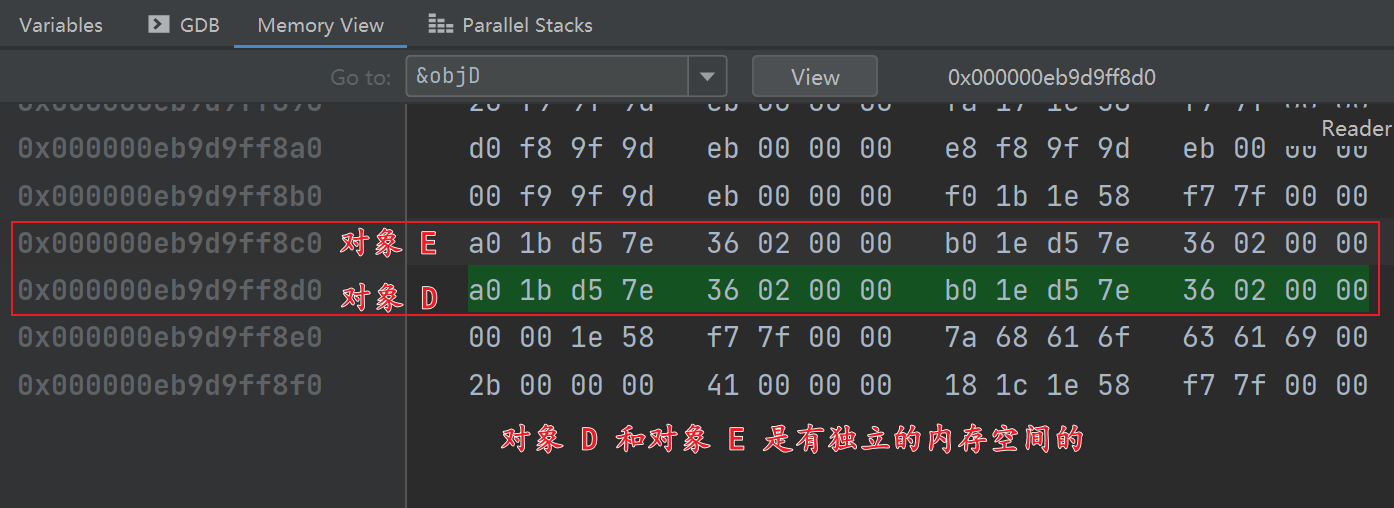 Variables GDB Memory View Parallel Stacks
Go to: &objD View 0x000000eb9d9ff8d0
Reader
0x000000eb9d9ff8a0 d0 f8 9f 9d eb 00 00 00 e8 f8 9f 9d eb 00 00 00
0x000000eb9d9ff8b0 00 f9 9f 9d eb 00 00 00 f0 1b 1e 58 f7 7f 00 00
0x000000eb9d9ff8c0 对象 E a0 1b d5 7e 36 02 00 00 b0 1e d5 7e 36 02 00 00
0x000000eb9d9ff8d0 对象 D a0 1b d5 7e 36 02 00 00 b0 1e d5 7e 36 02 00 00
0x000000eb9d9ff8e0 00 00 1e 58 f7 7f 00 00 7a 68 61 6f 63 61 69 00
0x000000eb9d9ff8f0 2b 00 00 00 41 00 00 00 18 1c 1e 58 f7 7f 00 00
对象 D 和对象 E 是有独立的内存空间的